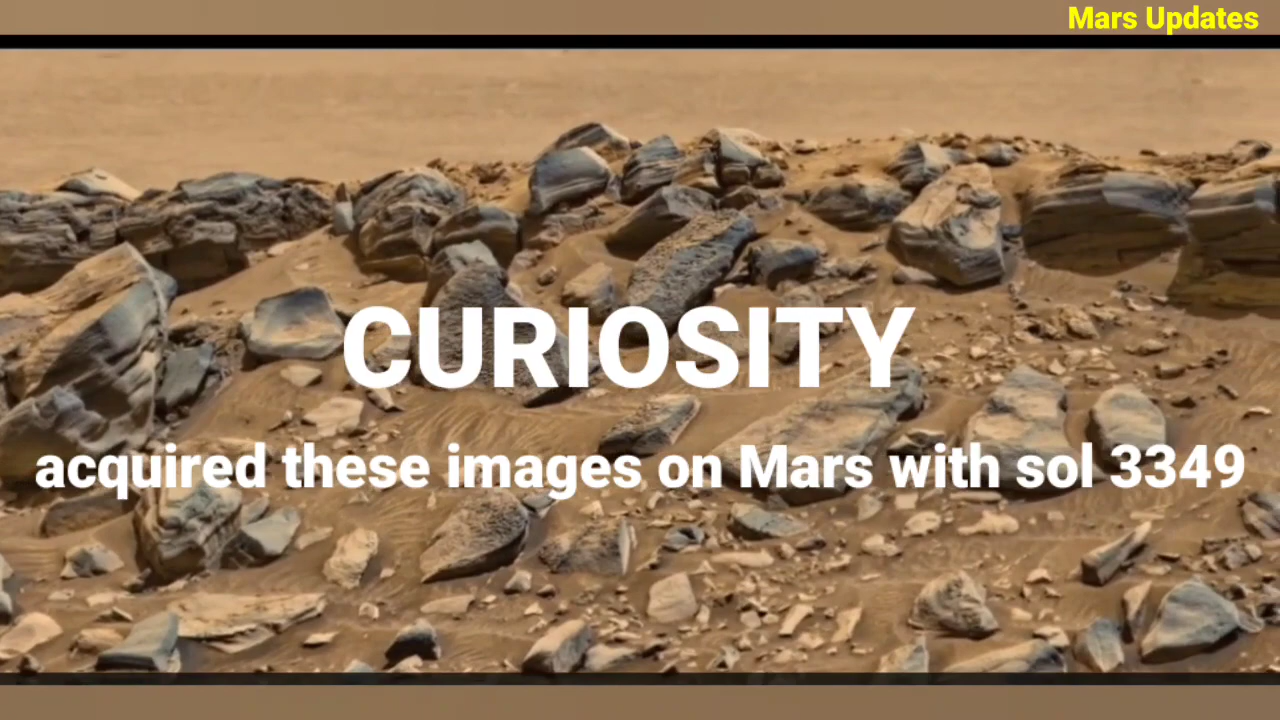 Mars Updates
CURIOSITY
acquired these images on Mars with sol 3349